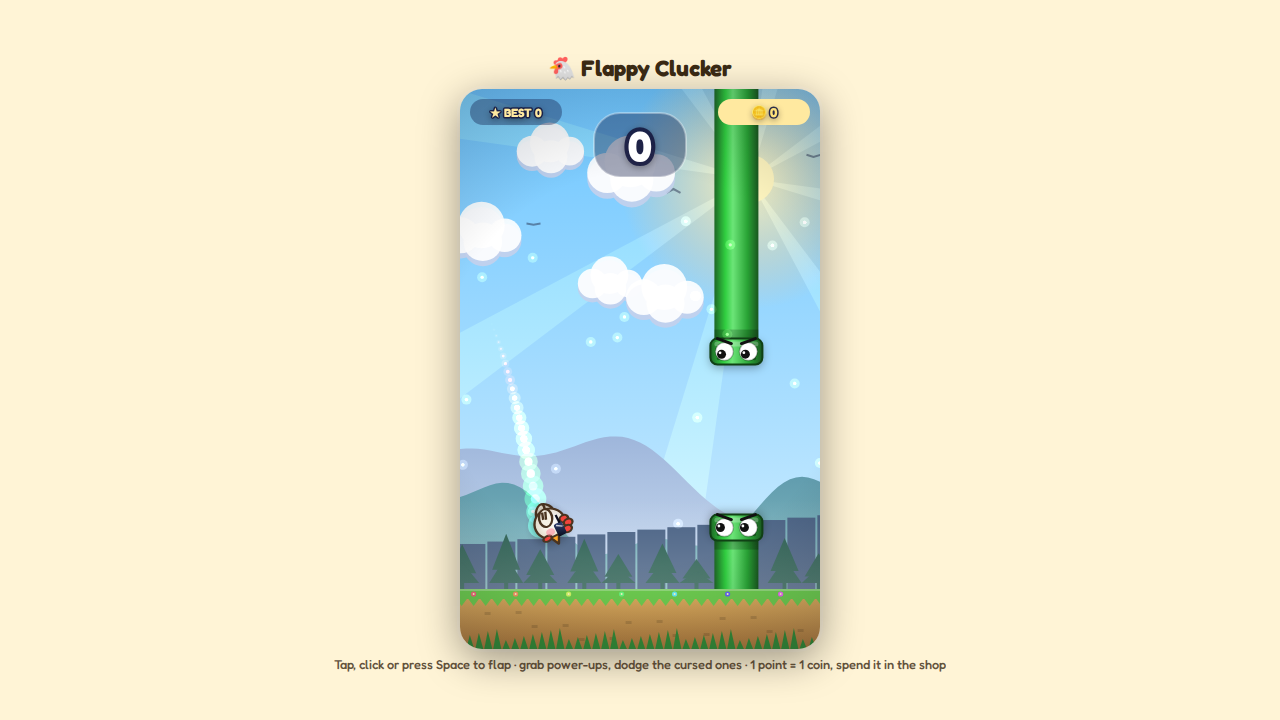 🐔 Flappy Clucker
★ BEST 0
🪙 0
0
Tap, click or press Space to flap · grab power-ups, dodge the cursed ones · 1 point = 1 coin, spend it in the shop